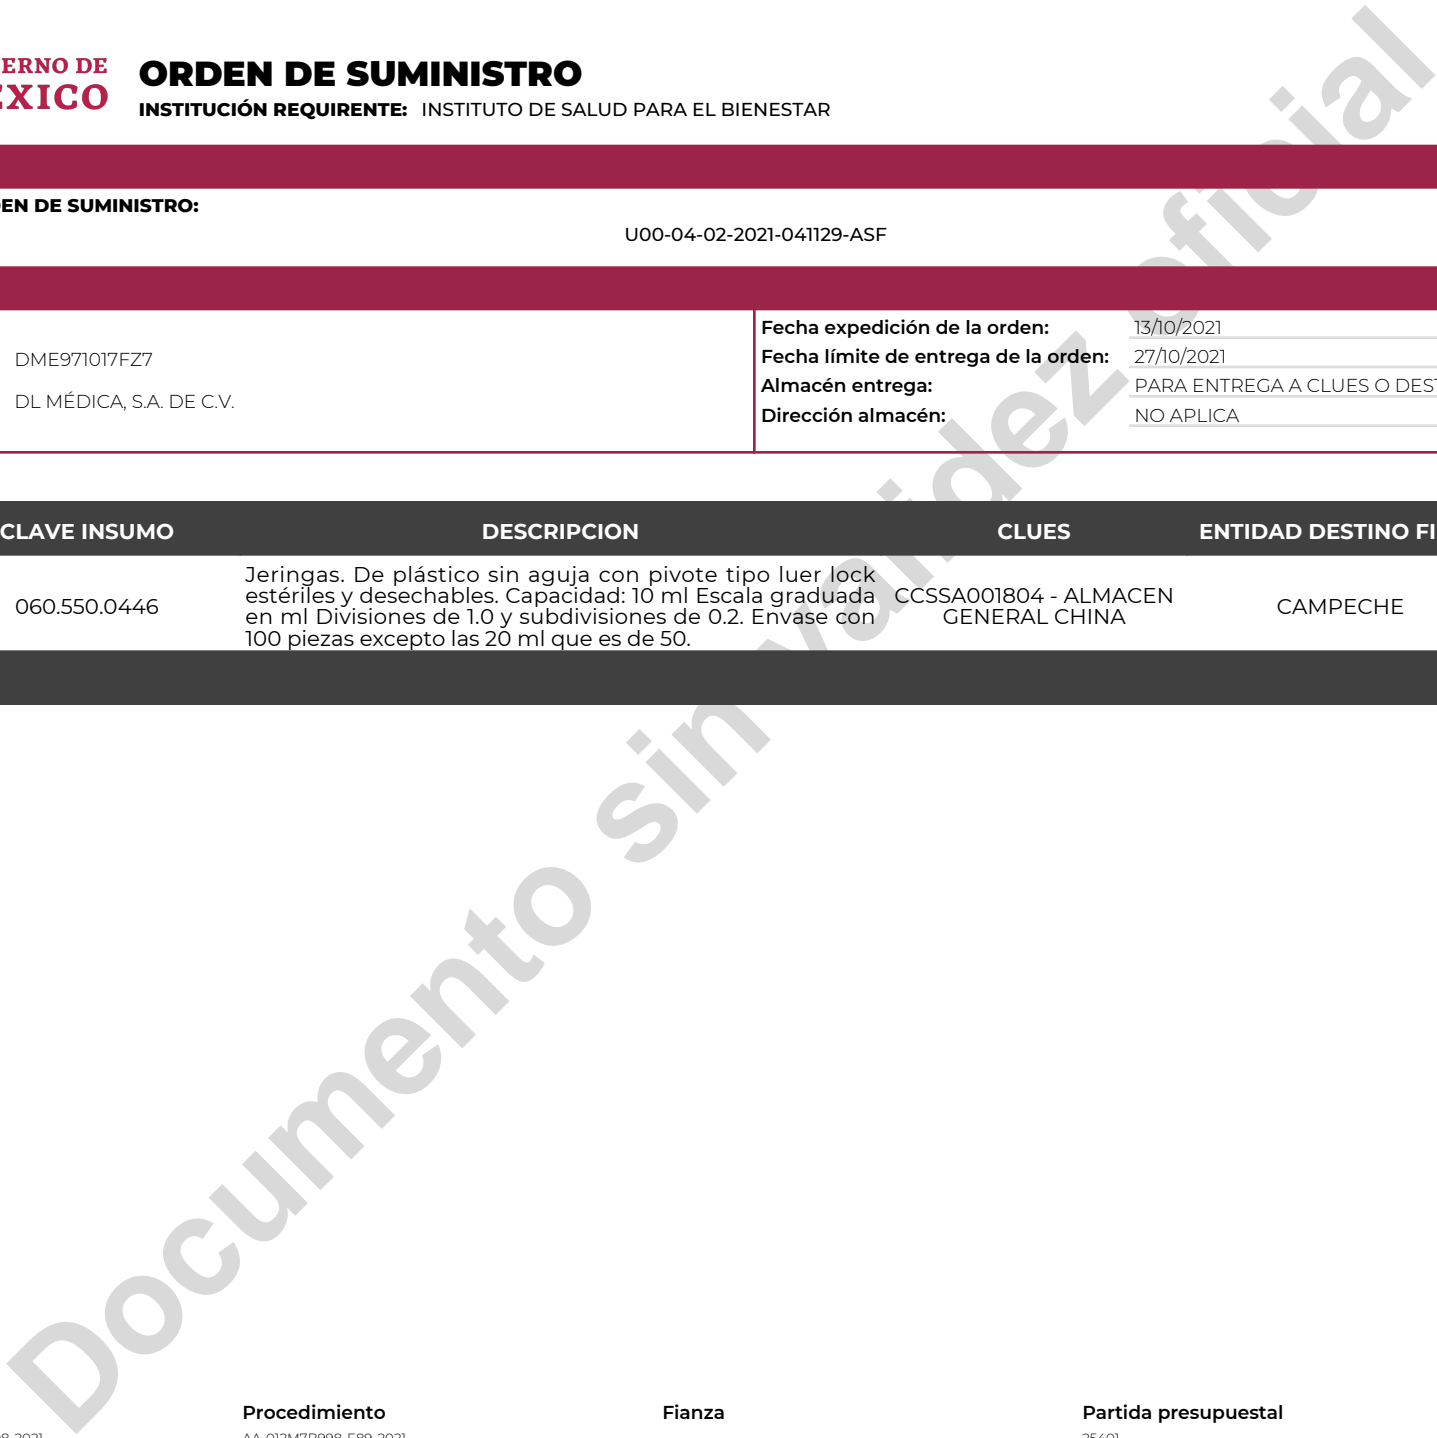 ERNO DE
EXICO
ORDEN DE SUMINISTRO
INSTITUCIÓN REQUIRENTE: INSTITUTO DE SALUD PARA EL BIENESTAR
EN DE SUMINISTRO:
U00-04-02-2021-041129-ASF
DME971017FZ7
DL MÉDICA, S.A. DE C.V.
Fecha expedición de la orden: 13/10/2021
Fecha límite de entrega de la orden: 27/10/2021
Almacén entrega: PARA ENTREGA A CLUES O DEST
Dirección almacén: NO APLICA
CLAVE INSUMO DESCRIPCION CLUES ENTIDAD DESTINO FI
060.550.0446
Jeringas. De plástico sin aguja con pivote tipo luer lock
estériles y desechables. Capacidad: 10 ml Escala graduada
en ml Divisiones de 1.0 y subdivisiones de 0.2. Envase con
100 piezas excepto las 20 ml que es de 50.
CCSSA001804 - ALMACEN
GENERAL CHINA
CAMPECHE
Documento sin validez oficial
Procedimiento Fianza Partida presupuestal